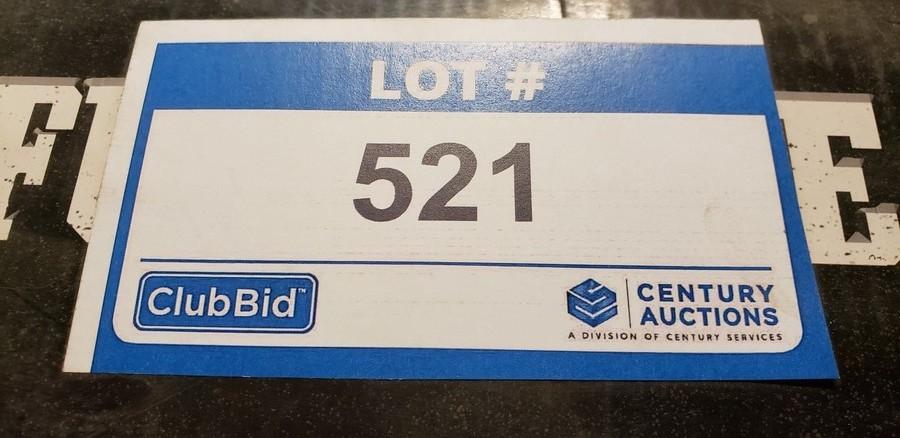 LOT #
521
ClubBid™
CENTURY
AUCTIONS
A DIVISION OF CENTURY SERVICES